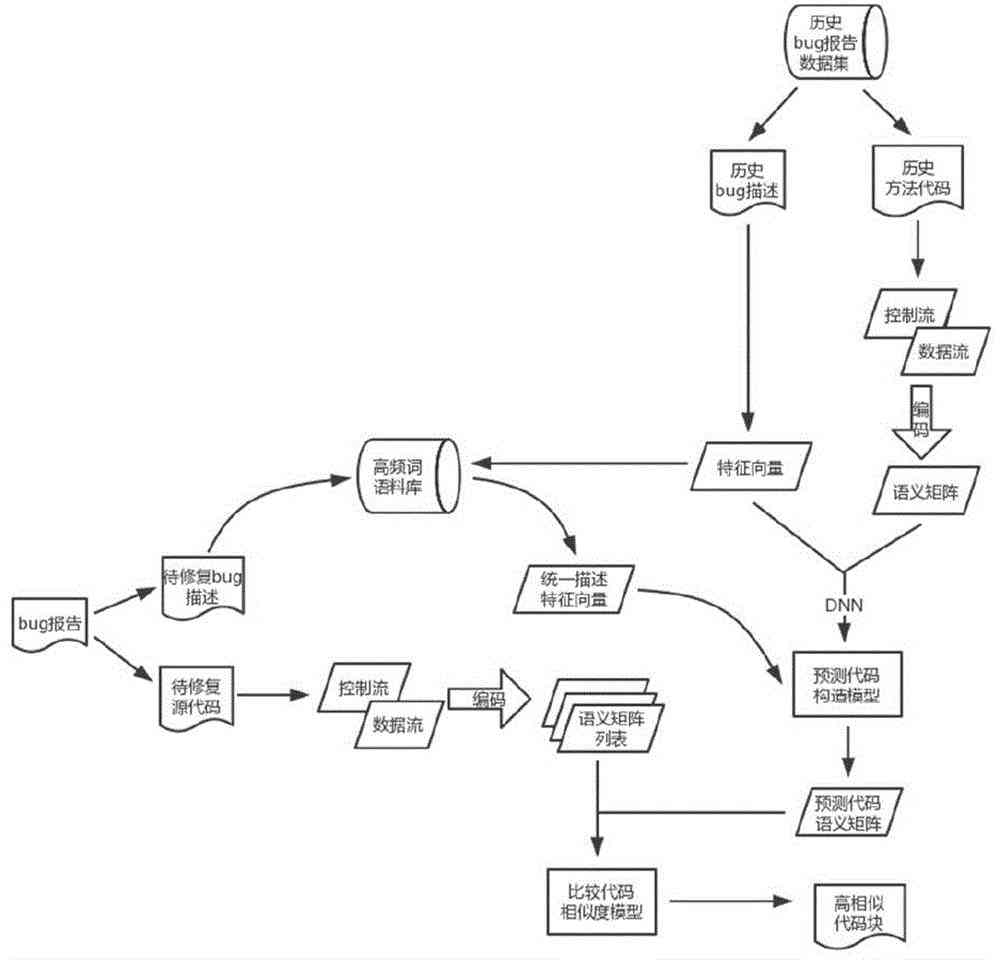 历史
bug报告
数据集
历史
bug描述
历史
方法代码
控制流
数据流
编
码
高频词
语料库
特征向量
语义矩阵
待修复bug
描述
统一描述
特征向量
DNN
bug报告
待修复
源代码
控制流
数据流
编码
语义矩阵
列表
预测代码
构造模型
预测代码
语义矩阵
比较代码
相似度模型
高相似
代码块